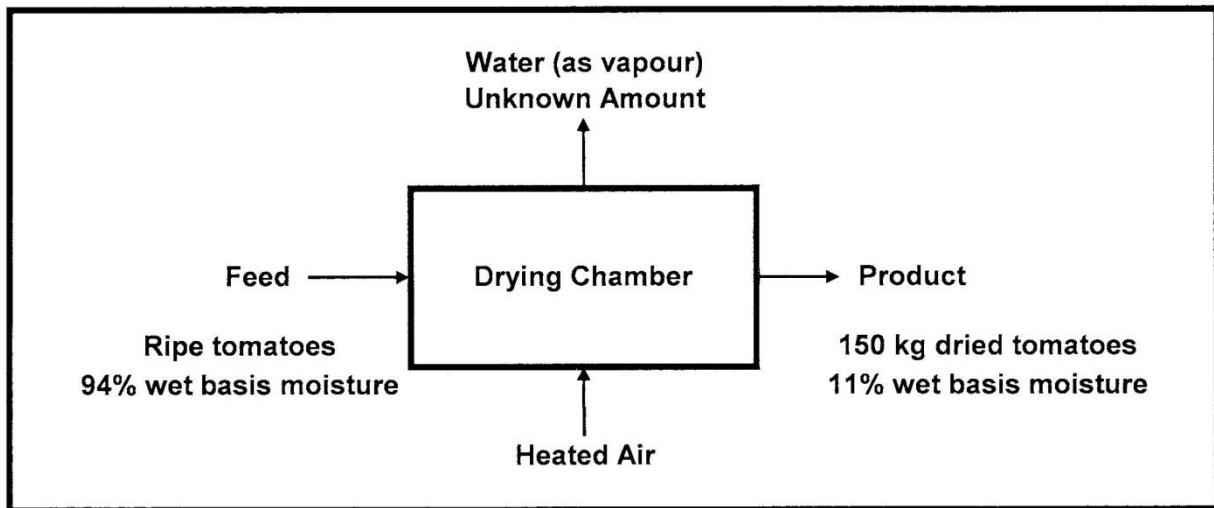 Water (as vapour)
Unknown Amount
Feed
Drying Chamber
Product
Ripe tomatoes
94% wet basis moisture
150 kg dried tomatoes
11% wet basis moisture
Heated Air